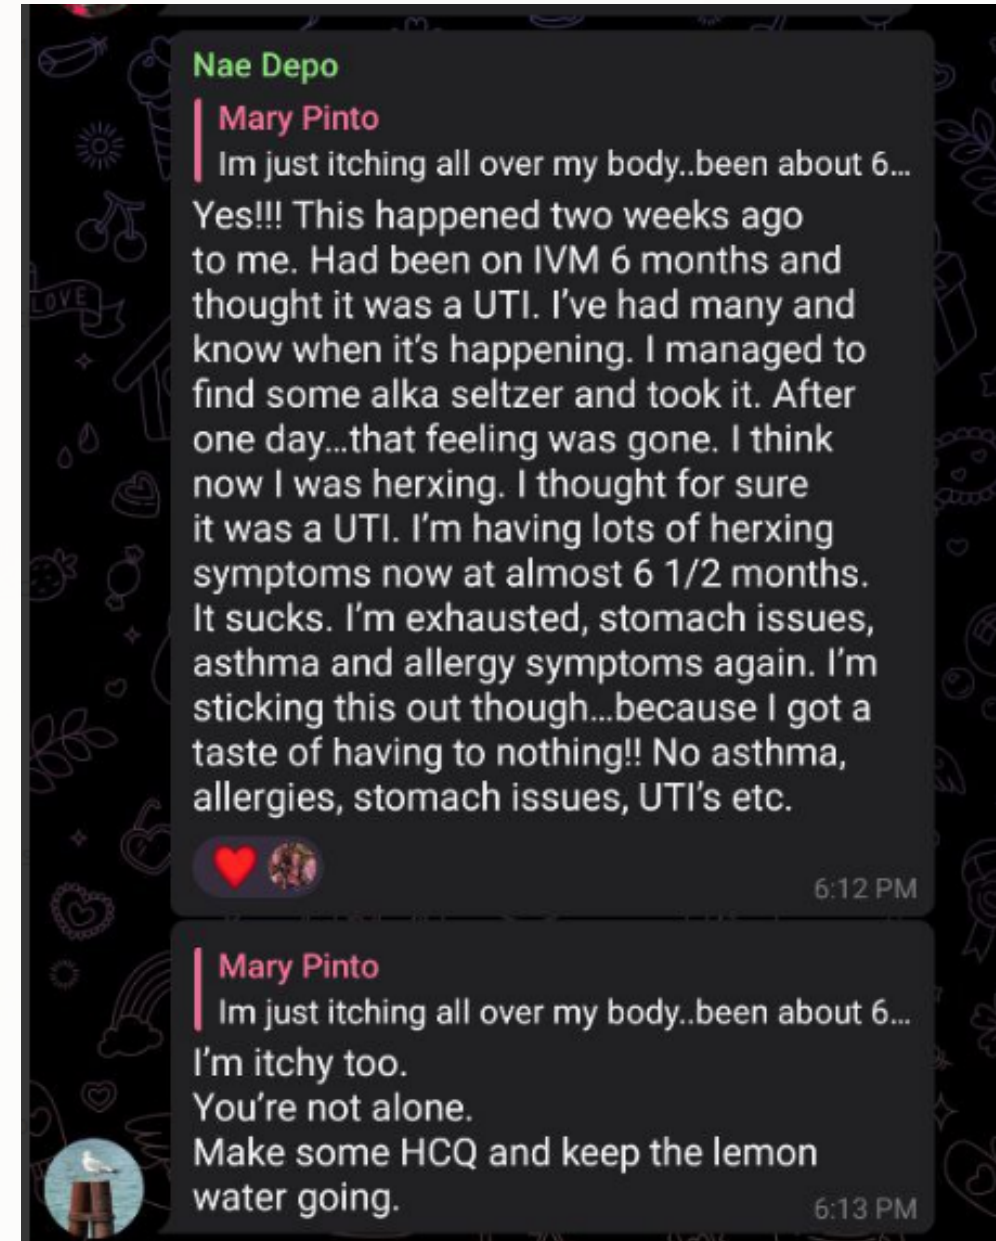 Nae Depo
Mary Pinto
Im just itching all over my body..been about 6...
Yes!!! This happened two weeks ago
to me. Had been on IVM 6 months and
thought it was a UTI. I've had many and
know when it's happening. I managed to
find some alka seltzer and took it. After
one day...that feeling was gone. I think
now I was herxing. I thought for sure
it was a UTI. I'm having lots of herxing
symptoms now at almost 6 1/2 months.
It sucks. I'm exhausted, stomach issues,
asthma and allergy symptoms again. I'm
sticking this out though...because I got a
taste of having to nothing!! No asthma,
allergies, stomach issues, UTI's etc.
6:12 PM
Mary Pinto
Im just itching all over my body..been about 6...
I'm itchy too.
You're not alone.
Make some HCQ and keep the lemon
water going.
6:13 PM
LOVE